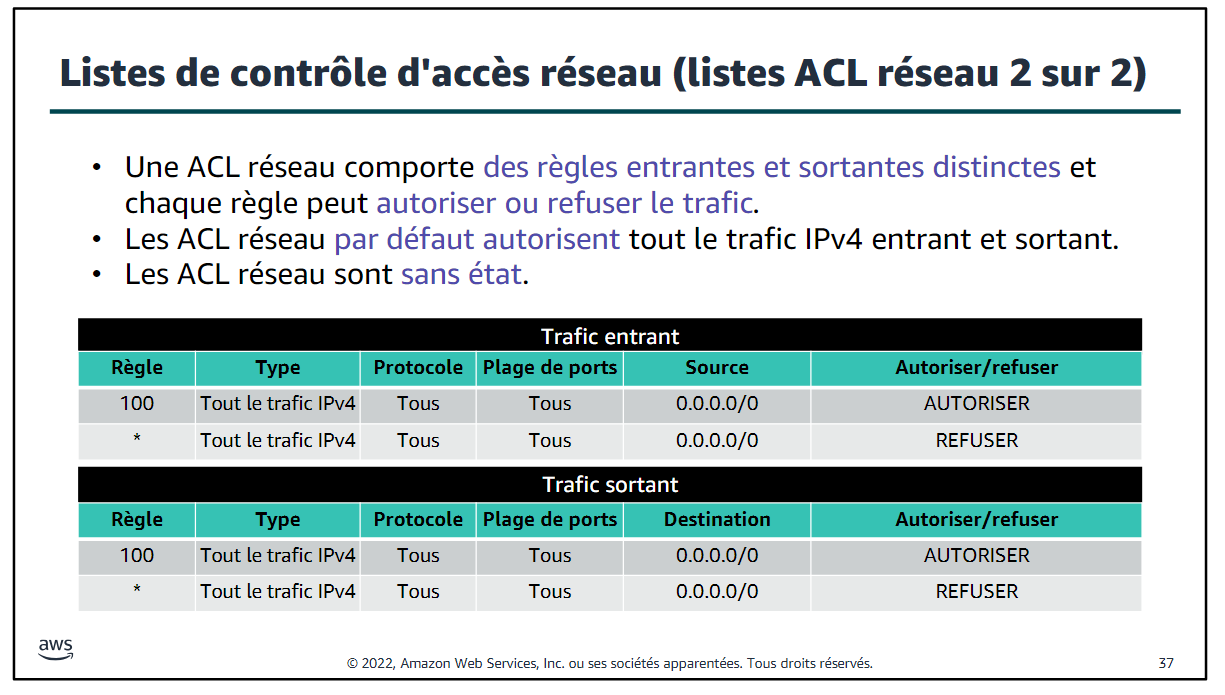 Listes de contrôle d'accès réseau (listes ACL réseau 2 sur 2)
• Une ACL réseau comporte des règles entrantes et sortantes distinctes et
chaque règle peut autoriser ou refuser le trafic.
• Les ACL réseau par défaut autorisent tout le trafic IPv4 entrant et sortant.
• Les ACL réseau sont sans état.
Trafic entrant
Règle Type Protocole Plage de ports Source Autoriser/refuser
100 Tout le trafic IPv4 Tous Tous 0.0.0.0/0 AUTORISER
* Tout le trafic IPv4 Tous Tous 0.0.0.0/0 REFUSER
Trafic sortant
Règle Type Protocole Plage de ports Destination Autoriser/refuser
100 Tout le trafic IPv4 Tous Tous 0.0.0.0/0 AUTORISER
* Tout le trafic IPv4 Tous Tous 0.0.0.0/0 REFUSER
aws
© 2022, Amazon Web Services, Inc. ou ses sociétés apparentées. Tous droits réservés.
37